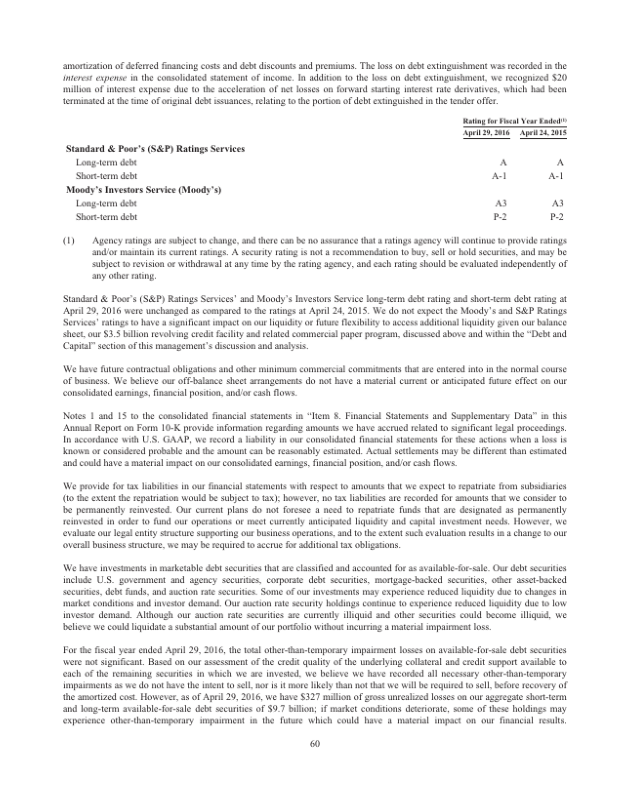 amortization of deferred financing costs and debt discounts and premiums. The loss on debt extinguishment was recorded in the
interest expense in the consolidated statement of income. In addition to the loss on debt extinguishment, we recognized $20
million of interest expense due to the acceleration of net losses on forward starting interest rate derivatives, which had been
terminated at the time of original debt issuances, relating to the portion of debt extinguished in the tender offer.
Rating for Fiscal Year Ended(1)
April 29, 2016 April 24, 2015
Standard & Poor's (S&P) Ratings Services
Long-term debt A A
Short-term debt A-1 A-1
Moody's Investors Service (Moody's)
Long-term debt A3 A3
Short-term debt P-2 P-2
(1) Agency ratings are subject to change, and there can be no assurance that a ratings agency will continue to provide ratings
and/or maintain its current ratings. A security rating is not a recommendation to buy, sell or hold securities, and may be
subject to revision or withdrawal at any time by the rating agency, and each rating should be evaluated independently of
any other rating.
Standard & Poor's (S&P) Ratings Services' and Moody's Investors Service long-term debt rating and short-term debt rating at
April 29, 2016 were unchanged as compared to the ratings at April 24, 2015. We do not expect the Moody's and S&P Ratings
Services' ratings to have a significant impact on our liquidity or future flexibility to access additional liquidity given our balance
sheet, our $3.5 billion revolving credit facility and related commercial paper program, discussed above and within the "Debt and
Capital" section of this management's discussion and analysis.
We have future contractual obligations and other minimum commercial commitments that are entered into in the normal course
of business. We believe our off-balance sheet arrangements do not have a material current or anticipated future effect on our
consolidated earnings, financial position, and/or cash flows.
Notes 1 and 15 to the consolidated financial statements in "Item 8. Financial Statements and Supplementary Data" in this
Annual Report on Form 10-K provide information regarding amounts we have accrued related to significant legal proceedings.
In accordance with U.S. GAAP, we record a liability in our consolidated financial statements for these actions when a loss is
known or considered probable and the amount can be reasonably estimated. Actual settlements may be different than estimated
and could have a material impact on our consolidated earnings, financial position, and/or cash flows.
We provide for tax liabilities in our financial statements with respect to amounts that we expect to repatriate from subsidiaries
(to the extent the repatriation would be subject to tax); however, no tax liabilities are recorded for amounts that we consider to
be permanently reinvested. Our current plans do not foresee a need to repatriate funds that are designated as permanently
reinvested in order to fund our operations or meet currently anticipated liquidity and capital investment needs. However, we
evaluate our legal entity structure supporting our business operations, and to the extent such evaluation results in a change to our
overall business structure, we may be required to accrue for additional tax obligations.
We have investments in marketable debt securities that are classified and accounted for as available-for-sale. Our debt securities
include U.S. government and agency securities, corporate debt securities, mortgage-backed securities, other asset-backed
securities, debt funds, and auction rate securities. Some of our investments may experience reduced liquidity due to changes in
market conditions and investor demand. Our auction rate security holdings continue to experience reduced liquidity due to low
investor demand. Although our auction rate securities are currently illiquid and other securities could become illiquid, we
believe we could liquidate a substantial amount of our portfolio without incurring a material impairment loss.
For the fiscal year ended April 29, 2016, the total other-than-temporary impairment losses on available-for-sale debt securities
were not significant. Based on our assessment of the credit quality of the underlying collateral and credit support available to
each of the remaining securities in which we are invested, we believe we have recorded all necessary other-than-temporary
impairments as we do not have the intent to sell, nor is it more likely than not that we will be required to sell, before recovery of
the amortized cost. However, as of April 29, 2016, we have $327 million of gross unrealized losses on our aggregate short-term
and long-term available-for-sale debt securities of $9.7 billion; if market conditions deteriorate, some of these holdings may
experience other-than-temporary impairment in the future which could have a material impact on our financial results.
60